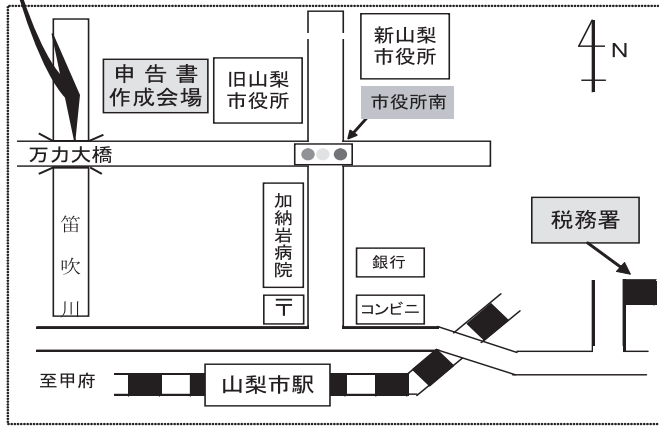 新山梨
市役所
N
申告書
作成会場
旧山梨
市役所
市役所南
万力大橋
笛吹川
加納岩病院
税務署
銀行
〒
コンビニ
至甲府
山梨市駅